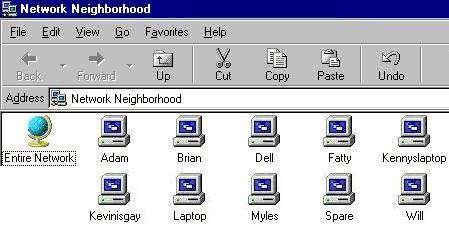 Network Neighborhood
File Edit View Go Favorites Help
Back Forward Up Cut Copy Paste Undo
Address Network Neighborhood
Entire Network Adam Brian Dell Fatty Kennyslaptop
Kevinisgay Laptop Myles Spare Will